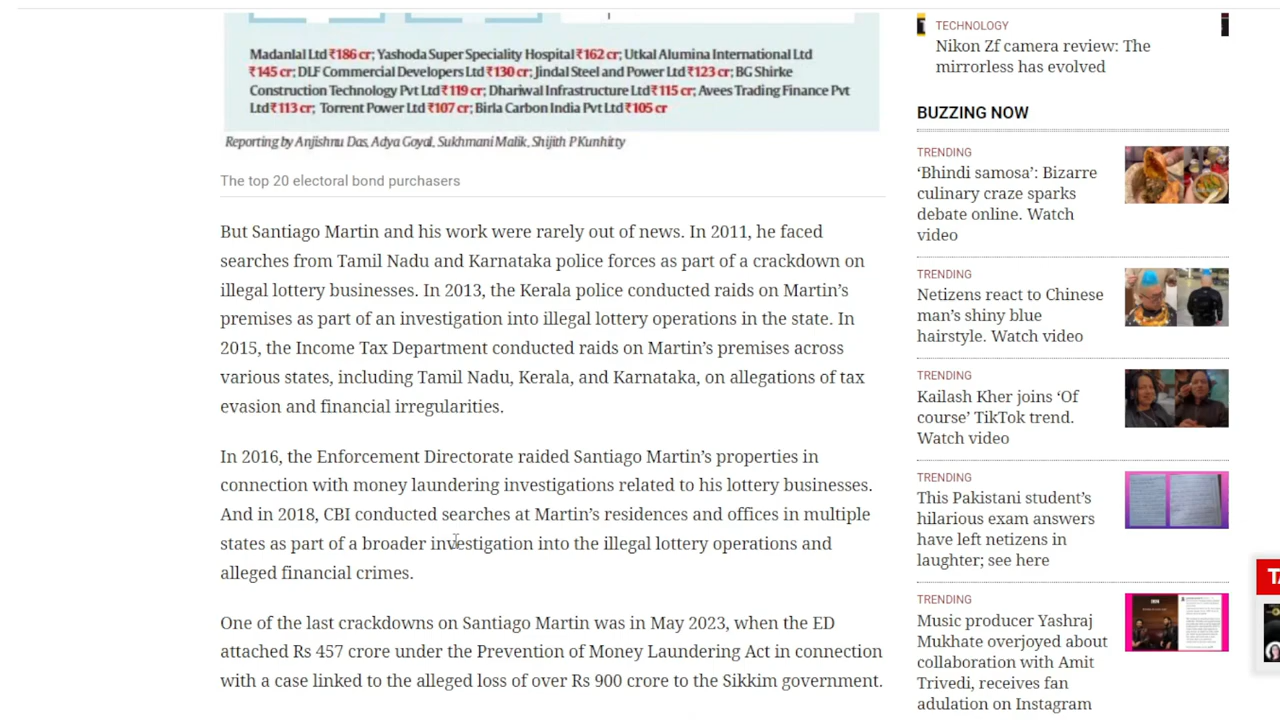 Madanlal Ltd ₹186 cr; Yashoda Super Speciality Hospital ₹162 cr; Utkal Alumina International Ltd
₹145 cr; DLF Commercial Developers Ltd ₹130 cr; Jindal Steel and Power Ltd ₹123 cr; BG Shirke
Construction Technology Pvt Ltd ₹119 cr; Dhariwal Infrastructure Ltd ₹115 cr; Avees Trading Finance Pvt
Ltd ₹113 cr; Torrent Power Ltd ₹107 cr; Birla Carbon India Pvt Ltd ₹105 cr
Reporting by Anjishnu Das, Adya Goyal, Sukhmani Malik, Shijith P Kunhitty
The top 20 electoral bond purchasers
But Santiago Martin and his work were rarely out of news. In 2011, he faced
searches from Tamil Nadu and Karnataka police forces as part of a crackdown on
illegal lottery businesses. In 2013, the Kerala police conducted raids on Martin’s
premises as part of an investigation into illegal lottery operations in the state. In
2015, the Income Tax Department conducted raids on Martin’s premises across
various states, including Tamil Nadu, Kerala, and Karnataka, on allegations of tax
evasion and financial irregularities.
In 2016, the Enforcement Directorate raided Santiago Martin’s properties in
connection with money laundering investigations related to his lottery businesses.
And in 2018, CBI conducted searches at Martin’s residences and offices in multiple
states as part of a broader investigation into the illegal lottery operations and
alleged financial crimes.
One of the last crackdowns on Santiago Martin was in May 2023, when the ED
attached Rs 457 crore under the Prevention of Money Laundering Act in connection
with a case linked to the alleged loss of over Rs 900 crore to the Sikkim government.
TECHNOLOGY
Nikon Zf camera review: The
mirrorless has evolved
BUZZING NOW
TRENDING
‘Bhindi samosa’: Bizarre
culinary craze sparks
debate online. Watch
video
TRENDING
Netizens react to Chinese
man’s shiny blue
hairstyle. Watch video
TRENDING
Kailash Kher joins ‘Of
course’ TikTok trend.
Watch video
TRENDING
This Pakistani student’s
hilarious exam answers
have left netizens in
laughter; see here
TRENDING
Music producer Yashraj
Mukhate overjoyed about
collaboration with Amit
Trivedi, receives fan
adulation on Instagram